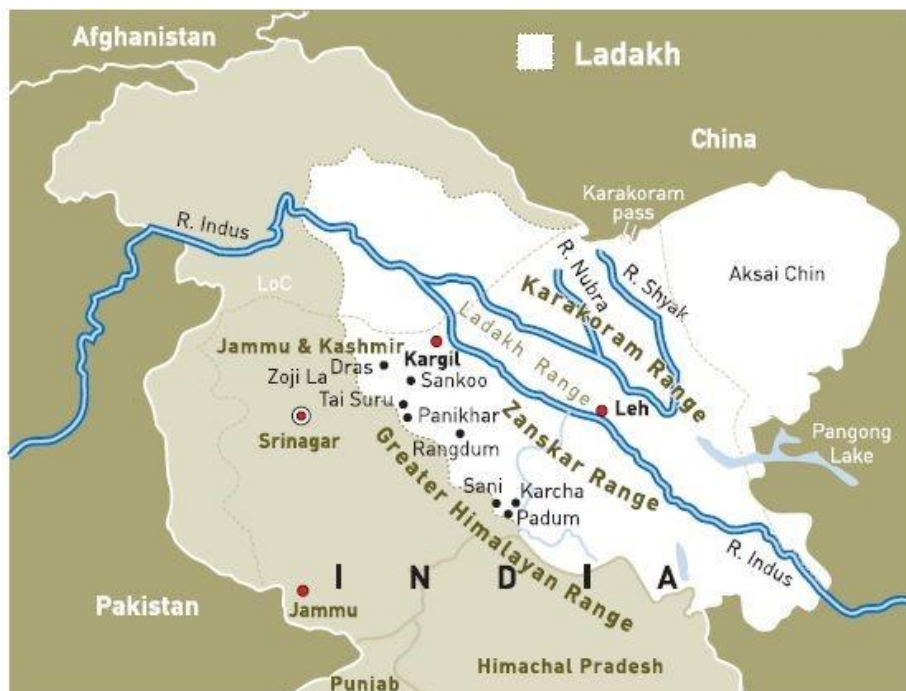 Afghanistan
Ladakh
China
Karakoram
pass
R. Indus
R. Nubra
R. Shyak
Aksai Chin
LoC
Karakoram Range
Ladakh Range
Jammu & Kashmir
Kargil
Dras
Zoji La
Sankoo
Tai Suru
Leh
Panikhar
Srinagar
Zanskar Range
Pangong
Lake
Rangdum
Greater Himalayan Range
Sani
Karcha
Padum
R. Indus
I N D I A
Pakistan
Jammu
Himachal Pradesh
Punjab